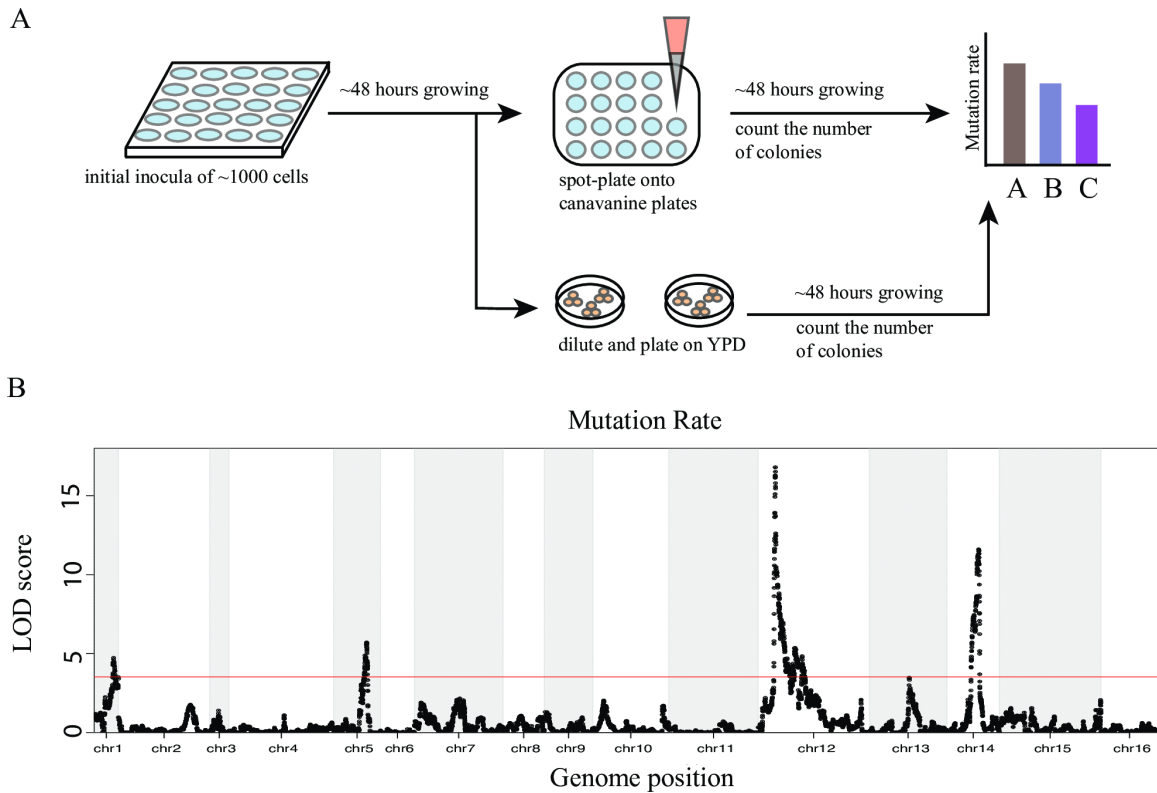 A
~48 hours growing
~48 hours growing
count the number
of colonies
Mutation rate
A B C
initial inocula of ~1000 cells
spot-plate onto
canavanine plates
~48 hours growing
count the number
of colonies
dilute and plate on YPD
B
Mutation Rate
LOD score
15
10
5
0
chr1 chr2 chr3 chr4 chr5 chr6 chr7 chr8 chr9 chr10 chr11 chr12 chr13 chr14 chr15 chr16
Genome position